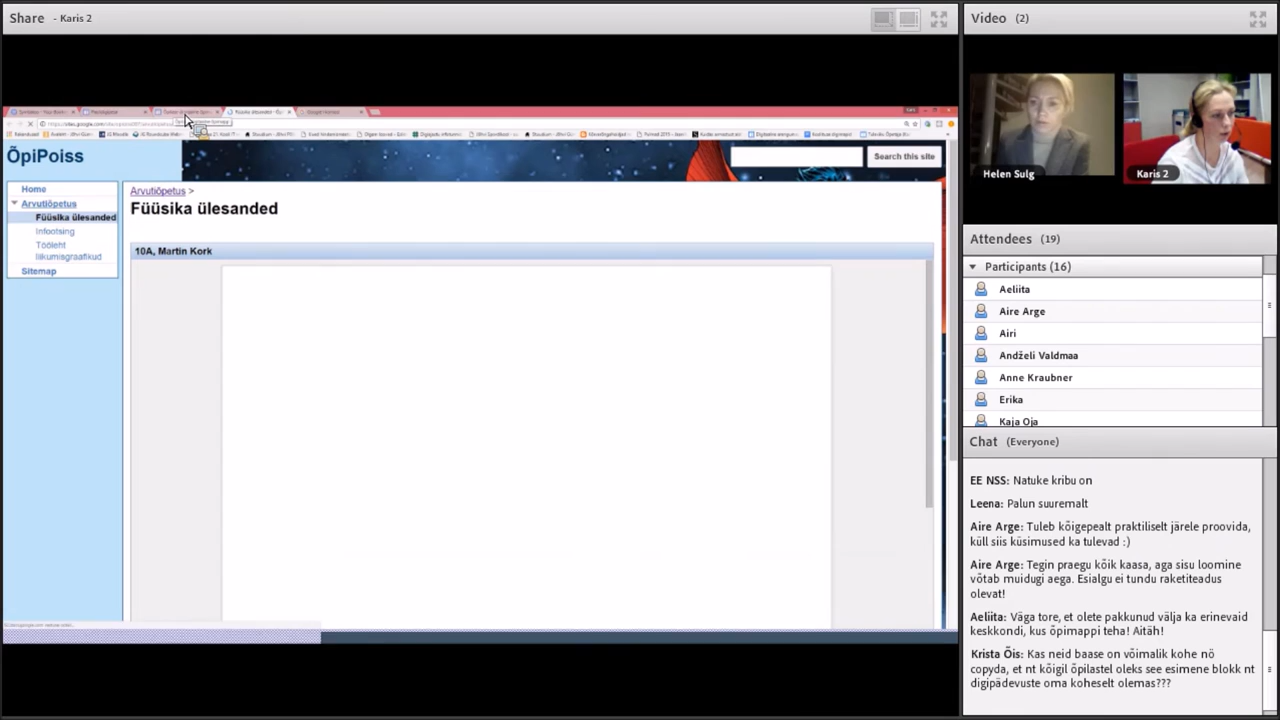 Share - Karis 2
ÕpiPoiss
Search this site
Home
Arvutiõpetus
Füüsika ülesanded
Infootsing
Tööleht
liikumisgraafikud
Sitemap
Arvutiõpetus >
Füüsika ülesanded
10A, Martin Kork
Video (2)
Helen Sulg
Karis 2
Attendees (19)
Participants (16)
Aeliita
Aire Arge
Airi
Andželi Valdmaa
Anne Kraubner
Erika
Kaja Oja
Chat (Everyone)
EE NSS: Natuke kribu on
Leena: Palun suuremalt
Aire Arge: Tuleb kõigepealt praktiliselt järele proovida,
küll siis küsimused ka tulevad :)
Aire Arge: Tegin praegu kõik kaasa, aga sisu loomine
võtab muidugi aega. Esialgu ei tundu raketiteadus
olevat!
Aeliita: Väga tore, et olete pakkunud välja ka erinevaid
keskkondi, kus õpimappi teha! Aitäh!
Krista Õis: Kas neid baase on võimalik kohe nö
copyda, et nt kõigil õpilastel oleks see esimene blokk nt
digipädevuste oma koheselt olemas???